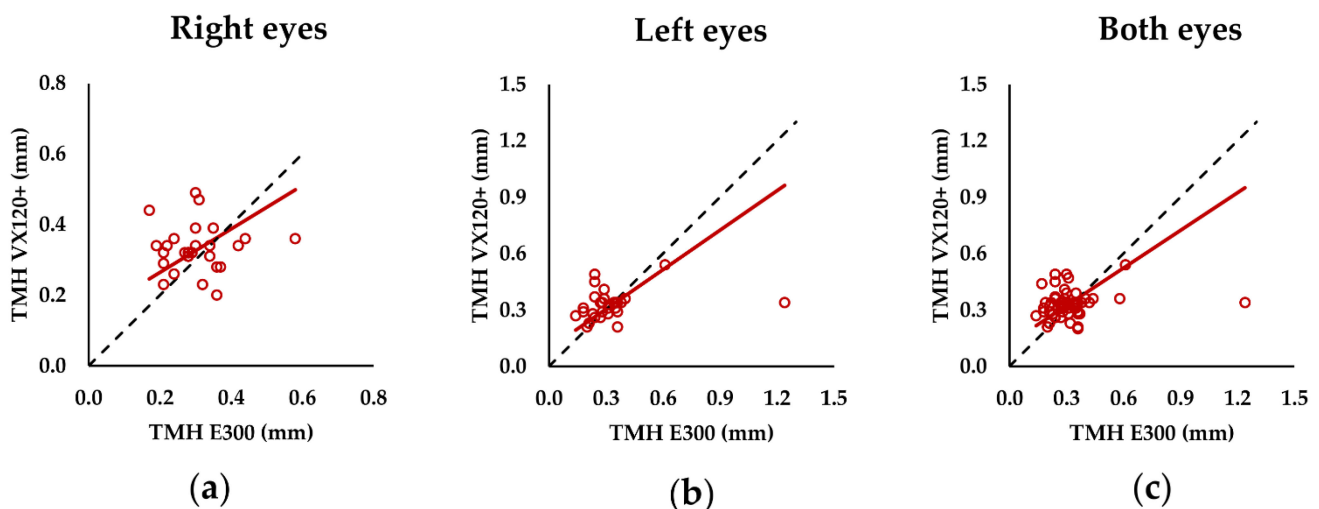 Right eyes
TMH VX120+ (mm)
0.8
0.6
0.4
0.2
0.0
0.0 0.2 0.4 0.6 0.8
TMH E300 (mm)
(a)
Left eyes
TMH VX120+ (mm)
1.5
1.2
0.9
0.6
0.3
0.0
0.0 0.3 0.6 0.9 1.2 1.5
TMH E300 (mm)
(b)
Both eyes
TMH VX120+ (mm)
1.5
1.2
0.9
0.6
0.3
0.0
0.0 0.3 0.6 0.9 1.2 1.5
TMH E300 (mm)
(c)